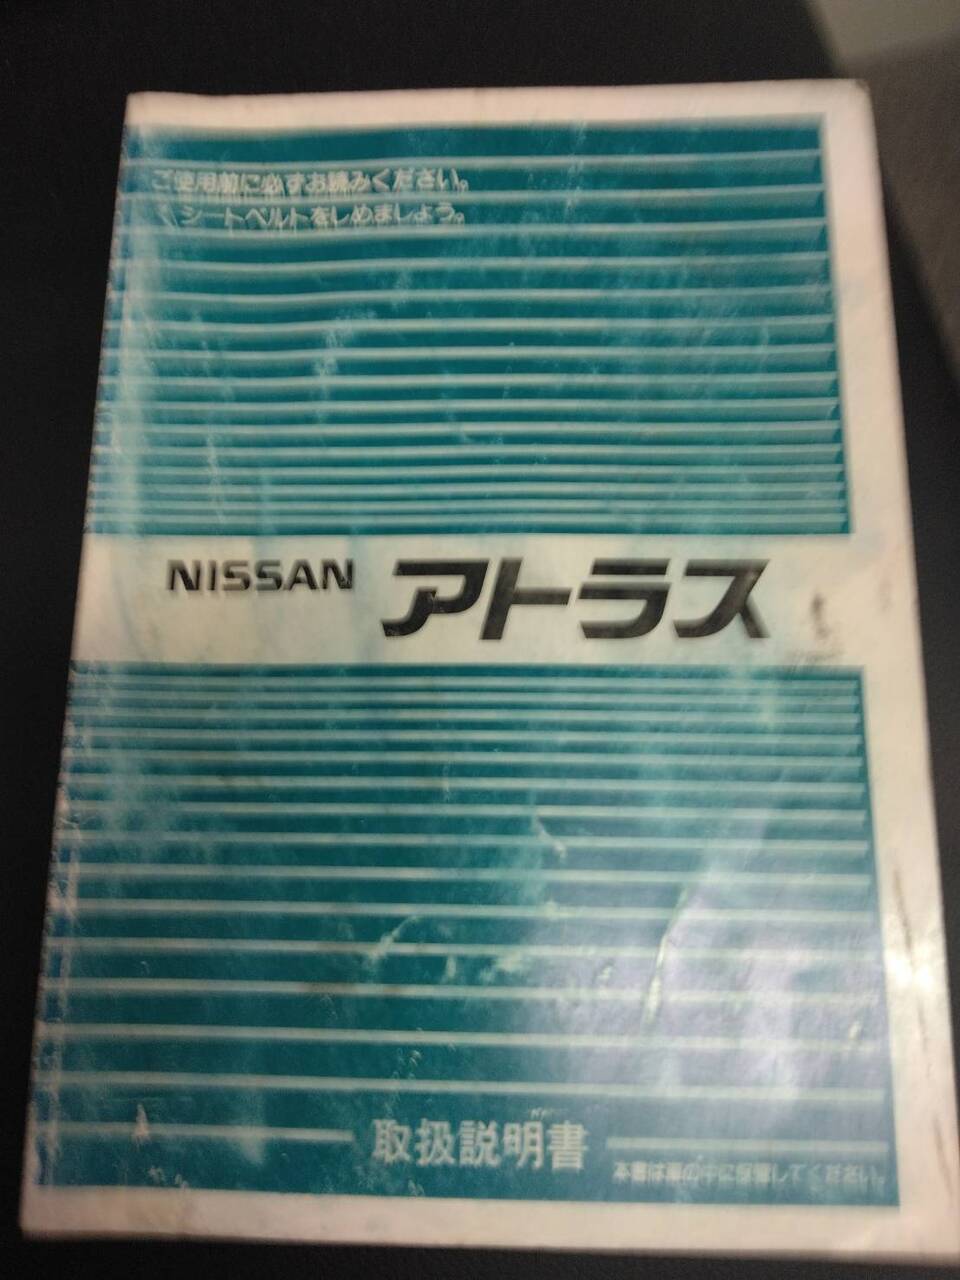 ご使用前に必ずお読みください。
シートベルトをしめましょう。
NISSAN アトラス
取扱説明書